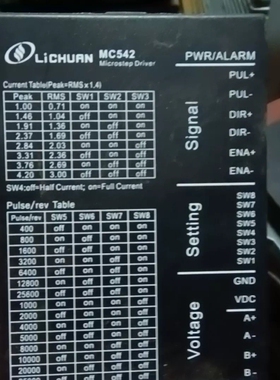 LiCHUAN MC542
Microstep Driver
PWR/ALARM
Current Table(Peak=RMSx1.4)
Peak RMS SW1 SW2 SW3
1.00 0.71 on on on
1.46 1.04 off on on
1.91 1.36 on off on
2.37 1.69 off off on
2.84 2.03 on on off
3.31 2.36 off on off
3.76 2.69 on off off
4.20 3.00 off off off
SW4:off=Half Current; on=Full Current
Pulse/rev Table
Pulse/rev SW5 SW6 SW7 SW8
400 off on on on
800 on off on on
1600 off off on on
3200 on on off on
6400 off on off on
12800 on off off on
25600 off off off on
1000 on on on off
2000 off on on off
4000 on off on off
5000 off off on off
8000 on on off off
10000 off on off off
20000 on off off off
Signal
PUL+
PUL-
DIR+
DIR-
ENA+
ENA-
Setting
SW8
SW7
SW6
SW5
SW4
SW3
SW2
SW1
Voltage
GND
VDC
A+
A-
B+
B-